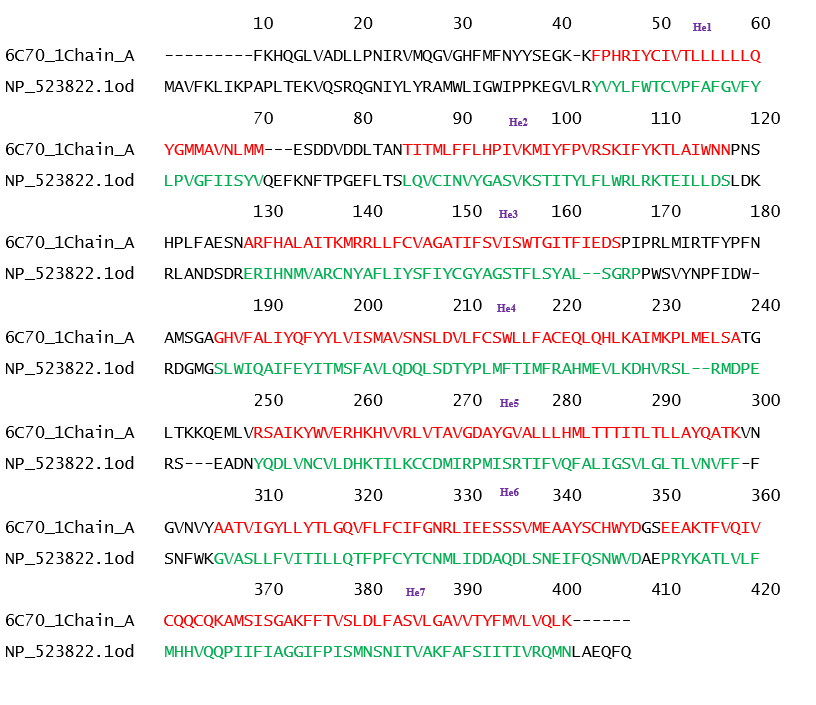 10 20 30 40 50 He1 60
6C70_1Chain_A ---------FKHQGLVADLLPNIRVMQGVGHFMFNYYSEGK-KFPHRIYCIVTLLLLLLQ
NP_523822.1od MAVFKLIKPAPLTEKVQSRQGNIYLYRAMWLIGWIPPKEGVLRYVYLFWTCVPFAFGVFY
70 80 90 He2 100 110 120
6C70_1Chain_A YGMMAVNLMM---ESDDVDDLTANTITMLFFLHPIVKMIYFPVRSKIFYKTLAIWNNPNS
NP_523822.1od LPVGFIISYVQEFKNFTPGEFLTSLQVCINVYGASVKSTITYLFLWRLRKTEILLDSLDK
130 140 150 He3 160 170 180
6C70_1Chain_A HPLFAESNARFHALAITKMRRLLFCVAGATIFSVISWTGITFIEDSPIPRLMIRTFYPFN
NP_523822.1od RLANDSDRERIHNMVARCNYAFLIYSFIYCGYAGSTFLSYAL--SGRPPWSVYNPFIDW-
190 200 210 He4 220 230 240
6C70_1Chain_A AMSGAGHVFALIYQFYYLVISMAVSNSLDVLFCSWLLFACEQLQHLKAIMKPLMELSATG
NP_523822.1od RDGMGSLWIQAIFEYITMSFAVLQDQLSDTYPLMFTIMFRAHMEVLKDHVRSL--RMDPE
250 260 270 He5 280 290 300
6C70_1Chain_A LTKKQEMLVRSAIKYWVERHKHVVRLVTAVGDAYGVALLLHMLTTTITLTLLAYQATKVN
NP_523822.1od RS---EADNYQDLVNCVLDHKTILKCCDMIRPMISRTIFVQFALIGSVLGLTLVNVFF-F
310 320 330 He6 340 350 360
6C70_1Chain_A GVNVYAATVIGYLLYTLGQVFLFCIFGNRLIEESSSVMEAAYSCHWYDGSEEAKTFVQIV
NP_523822.1od SNFWKGVASLLFVITILLQTFPFCYTCNMLIDDAQDLSNEIFQSNWVDAEPRYKATLVLF
370 380 He7 390 400 410 420
6C70_1Chain_A CQQCQKAMSISGAKFFTVSLDLFASVLGAVVTYFMVLVQLK------
NP_523822.1od MHHVQQPIIFIAGGIFPISMNSNITVAKFAFSIITIVRQMNLAEQFQ